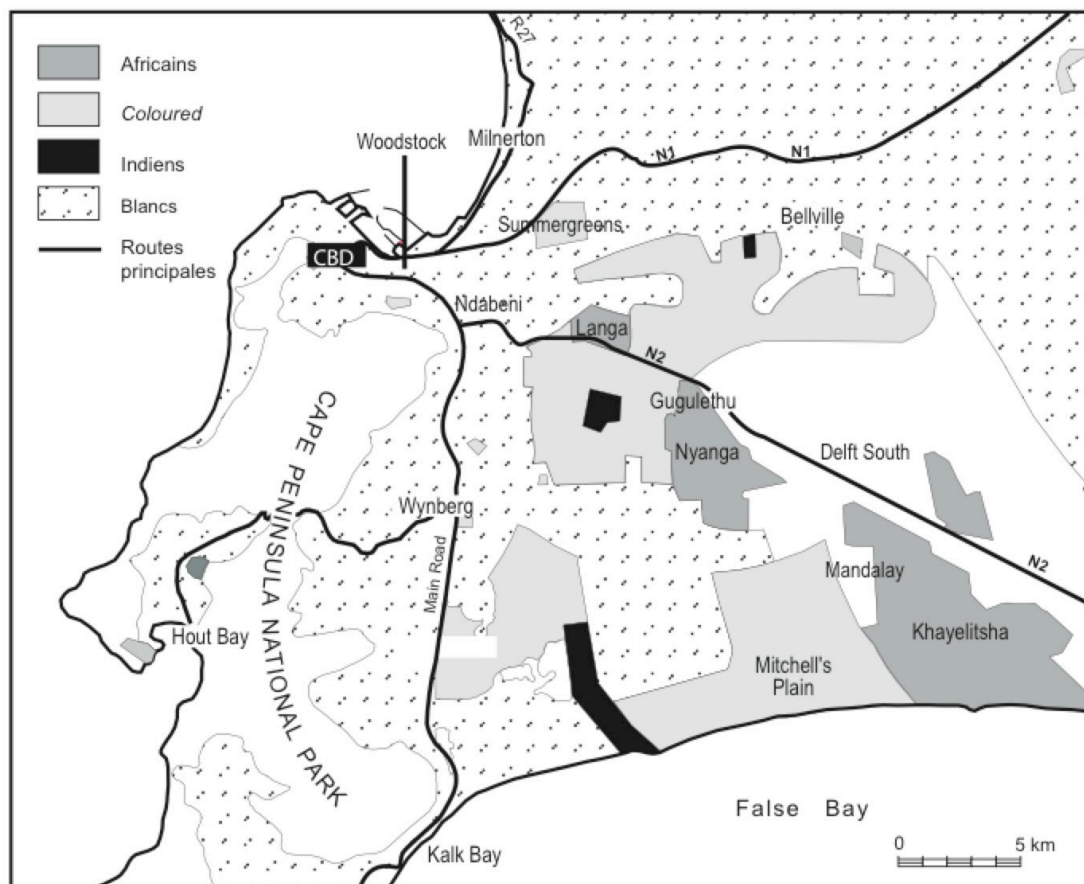 Africains
Coloured
Indiens
Blancs
Routes
principales
R27
Woodstock
Milnerton
N1
N1
Summergreens
Bellville
CBD
Ndabeni
Langa
N2
Gugulethu
Nyanga
Delft South
CAPE PENINSULA NATIONAL PARK
Wynberg
Main Road
N2
Mandalay
Khayelitsha
Hout Bay
Mitchell's
Plain
False Bay
Kalk Bay
0 5 km